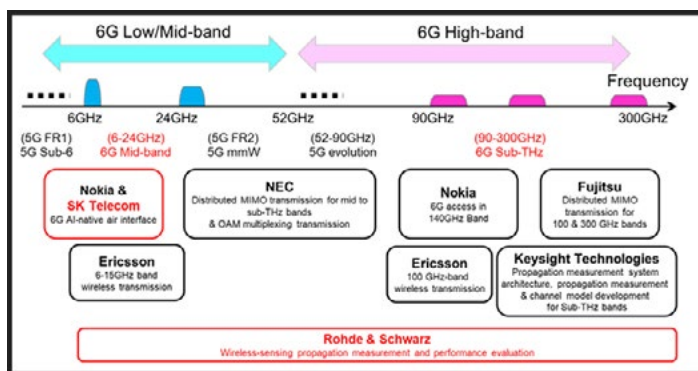 6G Low/Mid-band
6G High-band
Frequency
6GHz
24GHz
52GHz
90GHz
300GHz
(5G FR1)
5G Sub-6
(6-24GHz)
6G Mid-band
(5G FR2)
5G mmW
(52-90GHz)
5G evolution
(90-300GHz)
6G Sub-THz
Nokia &
SK Telecom
6G AI-native air interface
NEC
Distributed MIMO transmission for mid to
sub-THz bands
& OAM multiplexing transmission
Nokia
6G access in
140GHz Band
Fujitsu
Distributed MIMO
transmission for
100 & 300 GHz bands
Ericsson
6-15GHz band
wireless transmission
Ericsson
100 GHz-band
wireless transmission
Keysight Technologies
Propagation measurement system
architecture, propagation measurement
& channel model development
for Sub-THz bands
Rohde & Schwarz
Wireless-sensing propagation measurement and performance evaluation